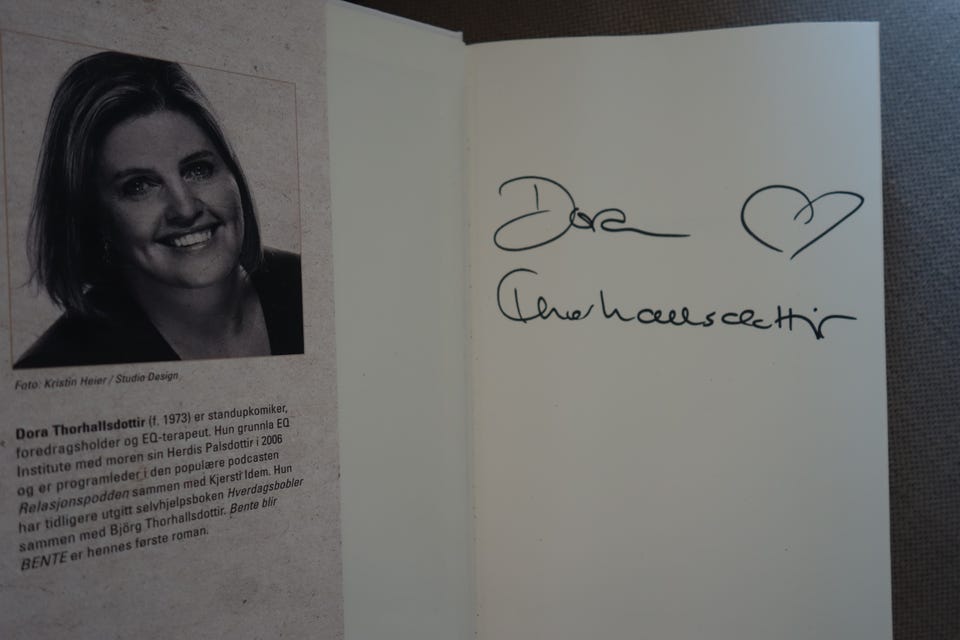 Foto: Kristin Heier / Studio Design
Dora Thorhallsdottir (f. 1973) er standupkomiker,
foredragsholder og EQ-terapeut. Hun grunnla EQ
Institute med moren sin Herdis Palsdottir i 2006
og er programleder i den populære podcasten
Relasjonspodden sammen med Kjersti Idem. Hun
har tidligere utgitt selvhjelpsboken Hverdagsbobler
sammen med Björg Thorhallsdottir. Bente blir
BENTE er hennes første roman.
Dora
Thorhallsdottir